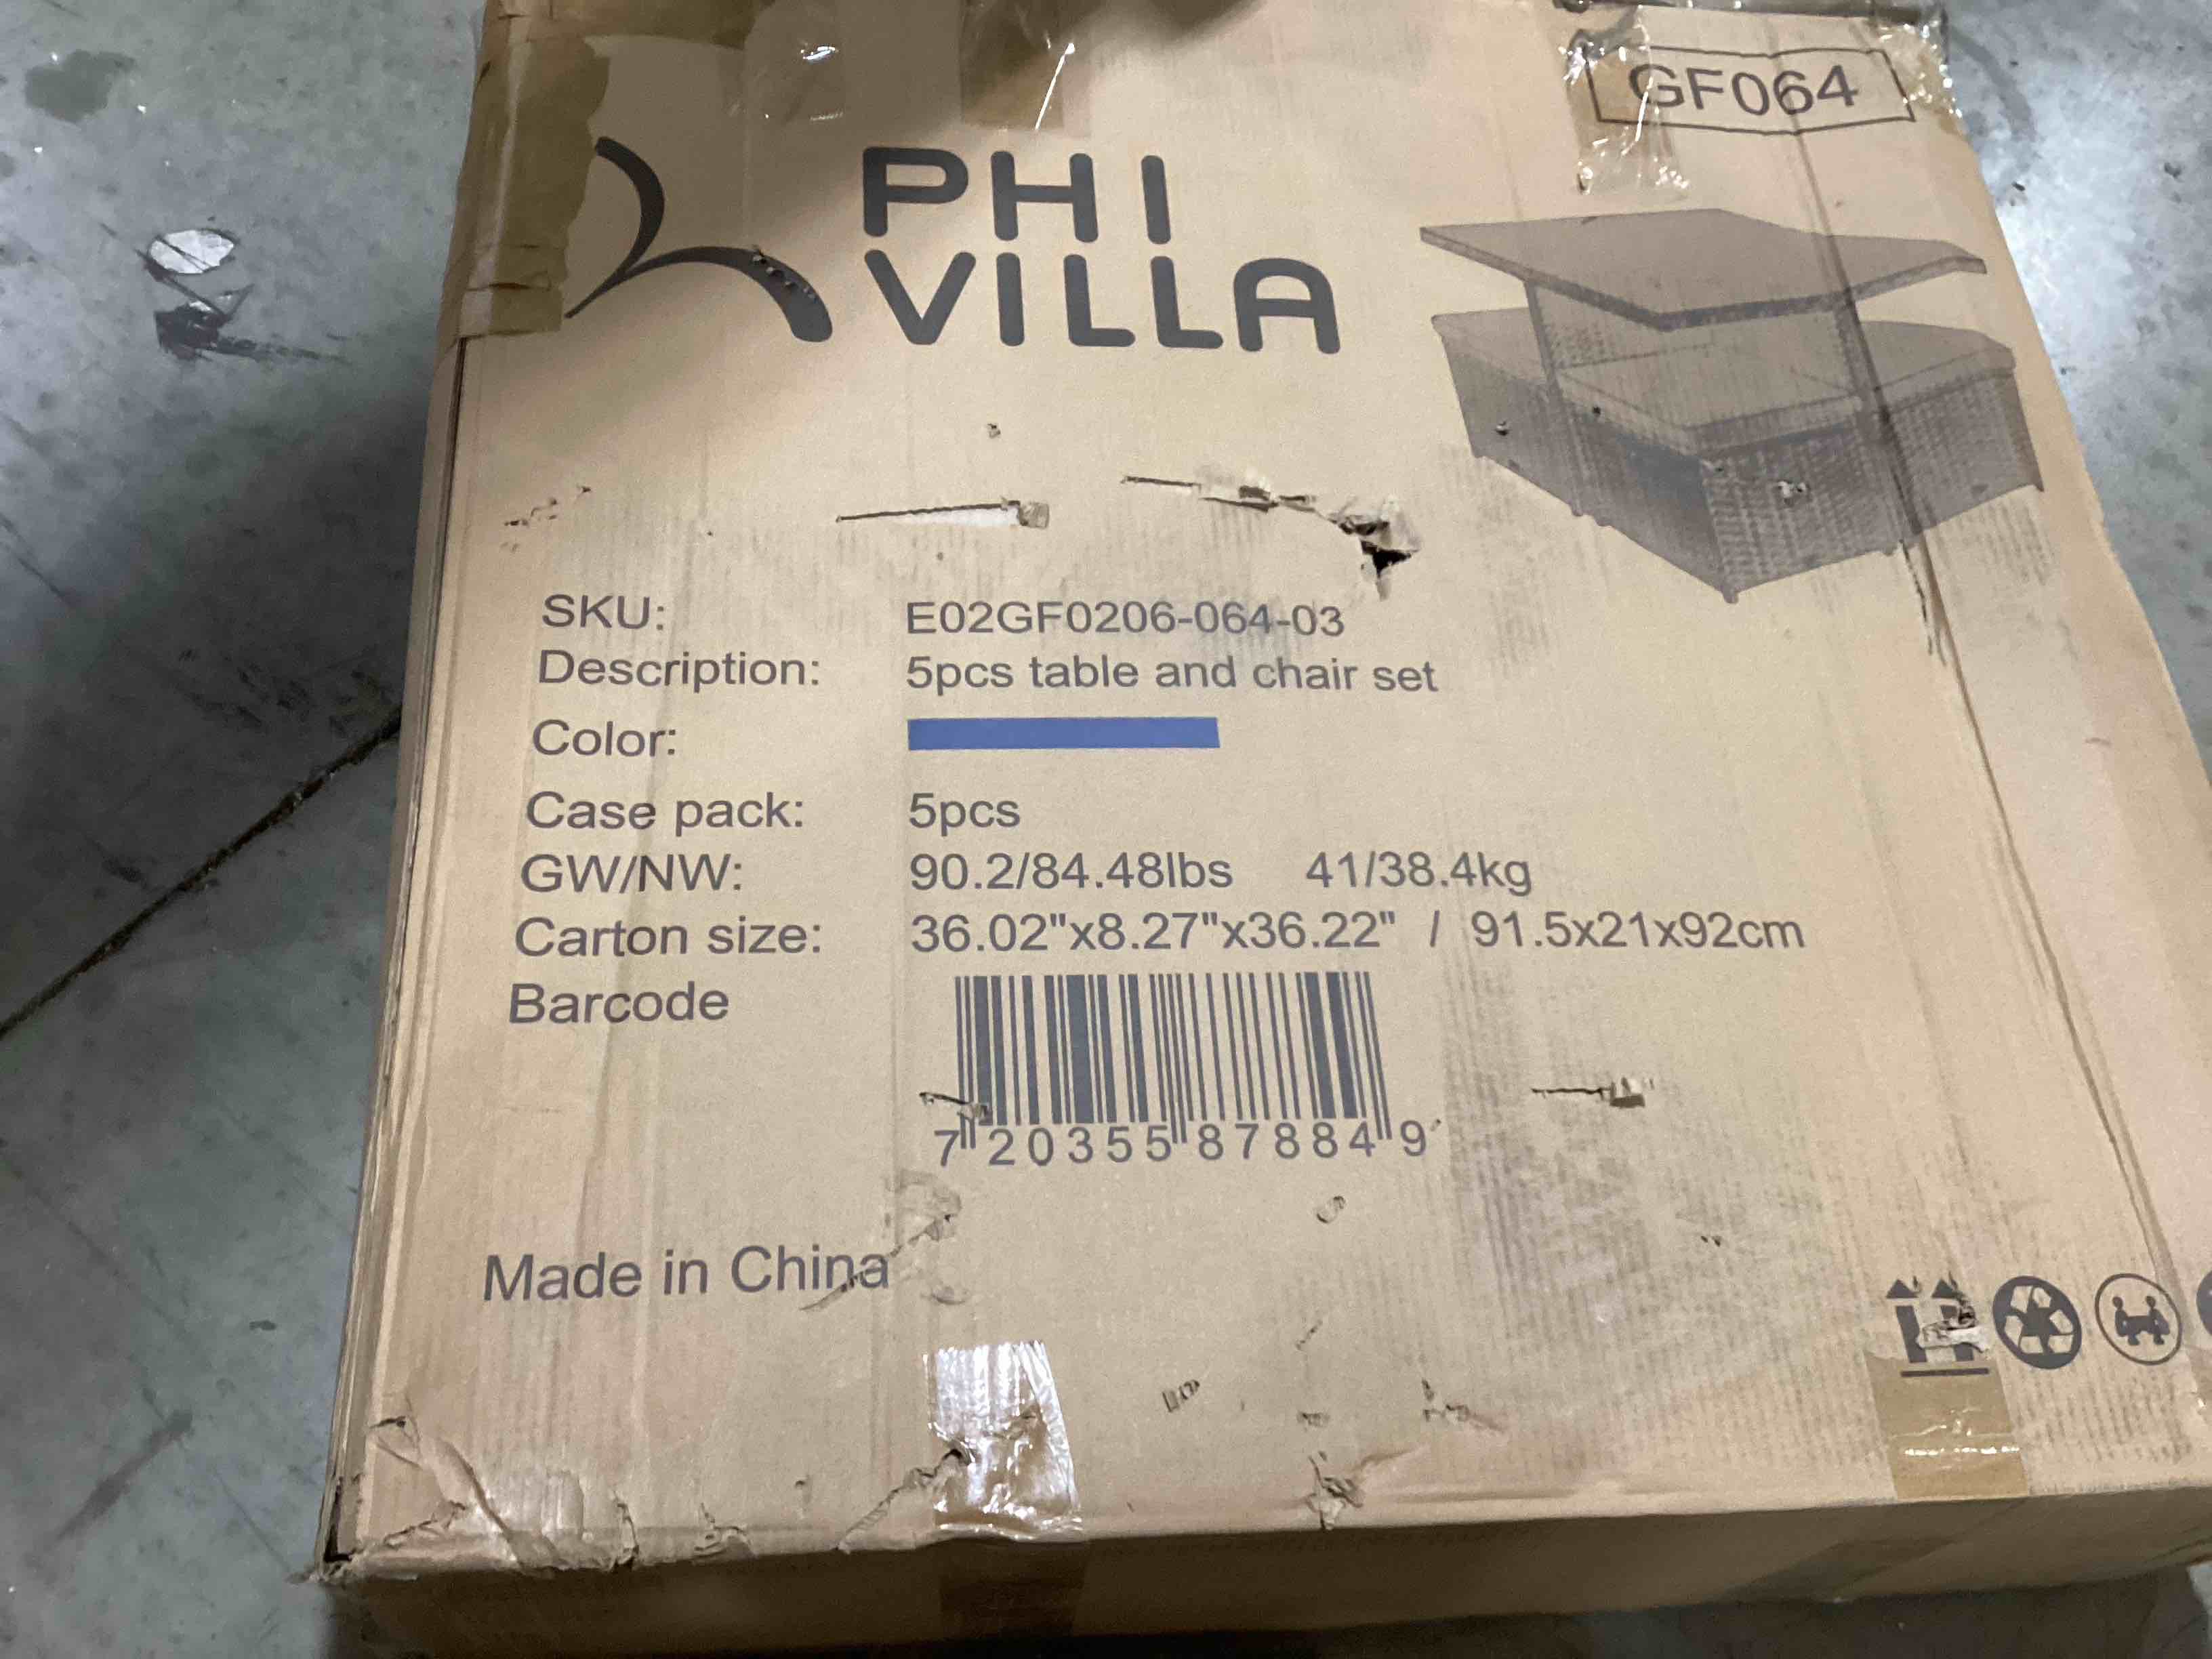 GF064
PHI
VILLA
SKU: E02GF0206-064-03
Description: 5pcs table and chair set
Color:
Case pack: 5pcs
GW/NW: 90.2/84.48lbs 41/38.4kg
Carton size: 36.02"x8.27"x36.22" / 91.5x21x92cm
Barcode
7 20355 87884 9
Made in China